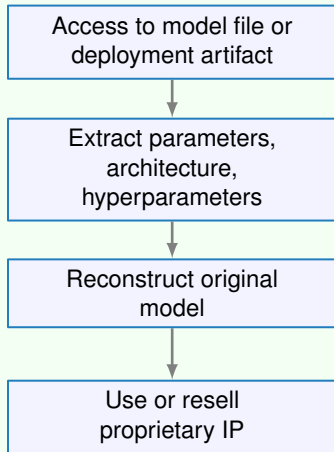 Access to model file or
deployment artifact
Extract parameters,
architecture,
hyperparameters
Reconstruct original
model
Use or resell
proprietary IP